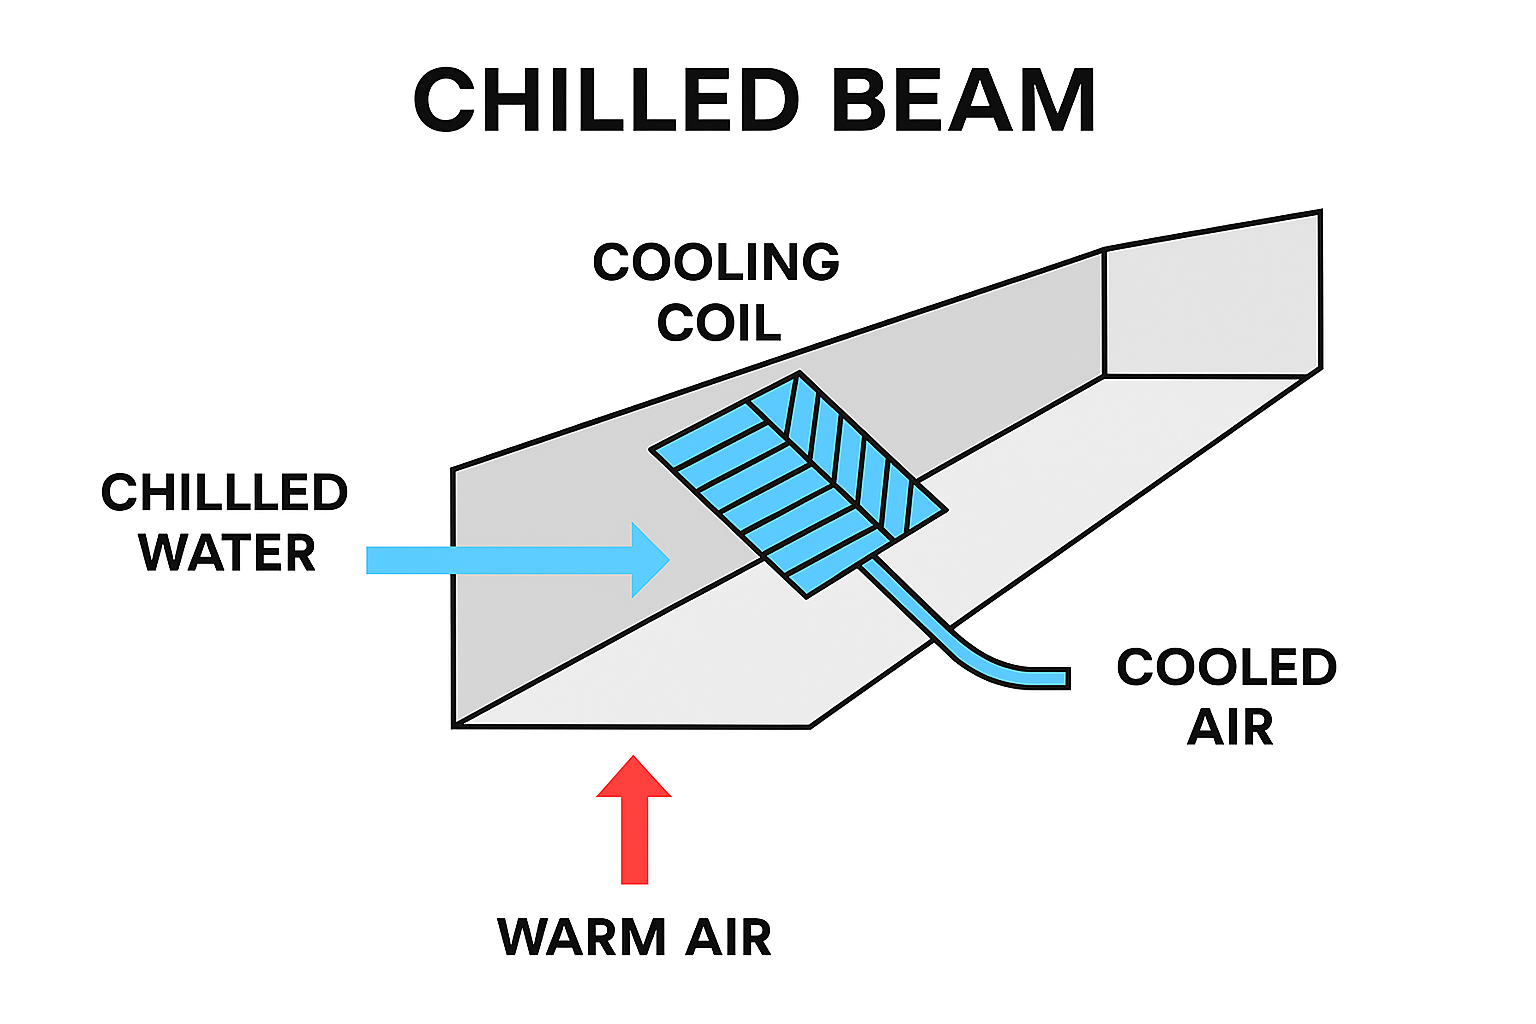 CHILLED BEAM
COOLING
COIL
CHILLLED
WATER
COOLED
AIR
WARM AIR